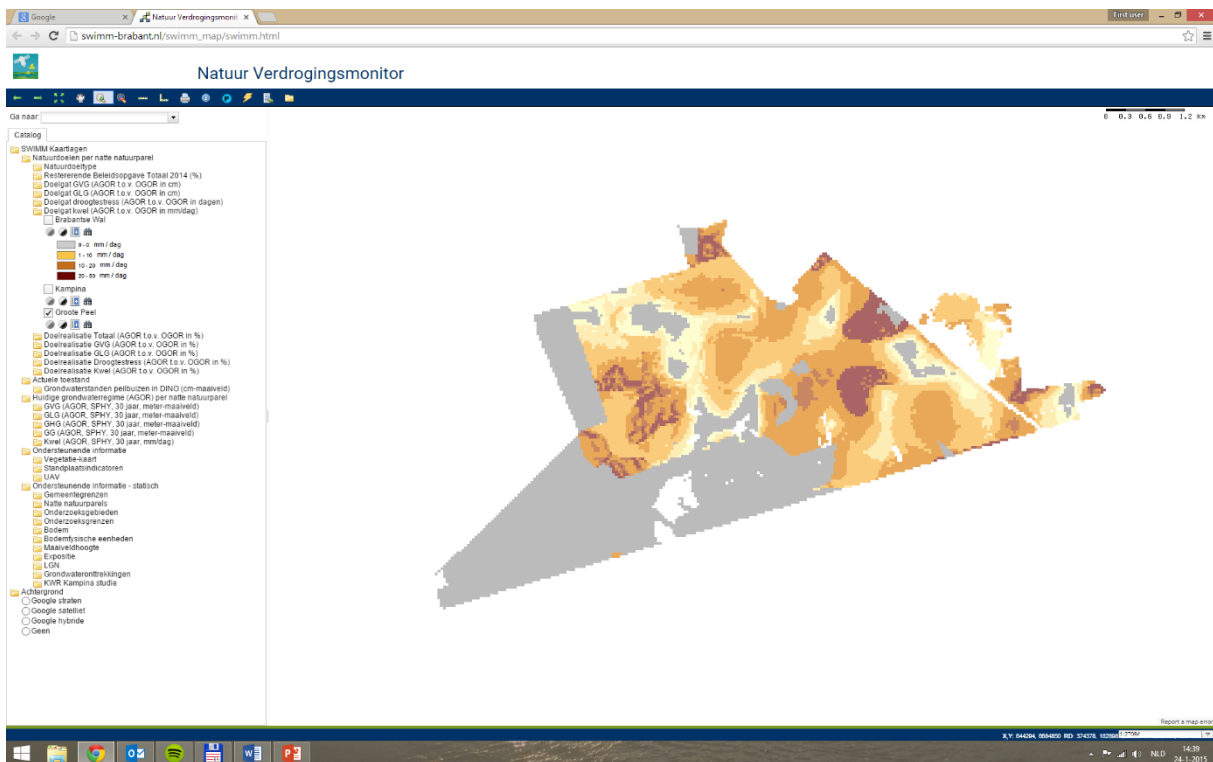 Google
Natuur Verdrogingsmonit
First user
swimm-brabant.nl/swimm_map/swimm.html
Natuur Verdrogingsmonitor
Ga naar:
0 0.3 0.6 0.9 1.2 km
Catalog
SWIMM Kaartlagen
Natuurdoelen per natte natuurparel
Natuurdoeltype
Resterende Beleidsopgave Totaal 2014 (%)
Doelgat GVG (AGOR t.o.v. OGOR in cm)
Doelgat GLG (AGOR t.o.v. OGOR in cm)
Doelgat droogtestress (AGOR t.o.v. OGOR in dagen)
Doelgat kwel (AGOR t.o.v. OGOR in mm/dag)
Brabantse Wal
0 - 0 mm / dag
1 - 10 mm / dag
10 - 20 mm / dag
20 - 50 mm / dag
Kampina
Groote Peel
Doelrealisatie Totaal (AGOR t.o.v. OGOR in %)
Doelrealisatie GVG (AGOR t.o.v. OGOR in %)
Doelrealisatie GLG (AGOR t.o.v. OGOR in %)
Doelrealisatie Droogtestress (AGOR t.o.v. OGOR in %)
Doelrealisatie Kwel (AGOR t.o.v. OGOR in %)
Actuele toestand
Grondwaterstanden peilbuizen in DINO (cm-maaiveld)
Huidige grondwaterregime (AGOR) per natte natuurparel
GVG (AGOR, SPHY, 30 jaar, meter-maaiveld)
GLG (AGOR, SPHY, 30 jaar, meter-maaiveld)
GHG (AGOR, SPHY, 30 jaar, meter-maaiveld)
GG (AGOR, SPHY, 30 jaar, meter-maaiveld)
Kwel (AGOR, SPHY, 30 jaar, mm/dag)
Ondersteunende informatie
Vegetatie-kaart
Standplaatsindicatoren
UAV
Ondersteunende informatie - statisch
Gemeentegrenzen
Natte natuurparels
Onderzoeksgebieden
Onderzoeksgrenzen
Bodem
Bodemfysische eenheden
Maaiveldhoogte
Expositie
LGN
Grondwateronttrekkingen
KWR Kampina studie
Achtergrond
Google straten
Google satelliet
Google hybride
Geen
Report a map error
X,Y: 644294, 6684850 RD: 374378,
NLD
14:39
24-1-2015